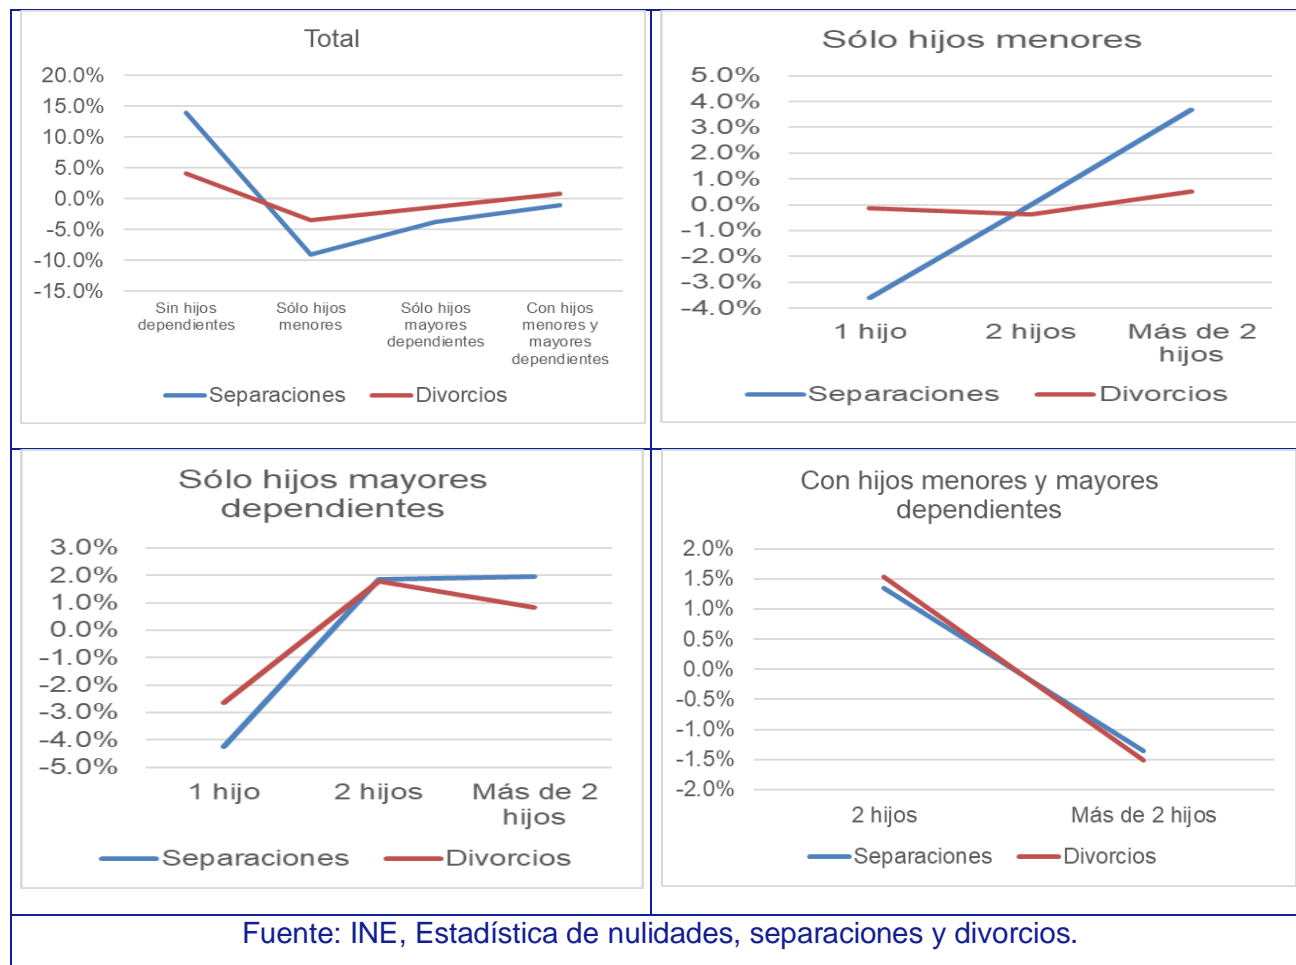 Total
20.0%
15.0%
10.0%
5.0%
0.0%
-5.0%
-10.0%
-15.0%
Sin hijos
dependientes
Sólo hijos
menores
Sólo hijos
mayores
dependientes
Con hijos
menores y
mayores
dependientes
Separaciones
Divorcios
Sólo hijos menores
5.0%
4.0%
3.0%
2.0%
1.0%
0.0%
-1.0%
-2.0%
-3.0%
-4.0%
1 hijo
2 hijos
Más de 2
hijos
Separaciones
Divorcios
Sólo hijos mayores
dependientes
3.0%
2.0%
1.0%
0.0%
-1.0%
-2.0%
-3.0%
-4.0%
-5.0%
1 hijo
2 hijos
Más de 2
hijos
Separaciones
Divorcios
Con hijos menores y mayores
dependientes
2.0%
1.5%
1.0%
0.5%
0.0%
-0.5%
-1.0%
-1.5%
-2.0%
2 hijos
Más de 2 hijos
Separaciones
Divorcios
Fuente: INE, Estadística de nulidades, separaciones y divorcios.